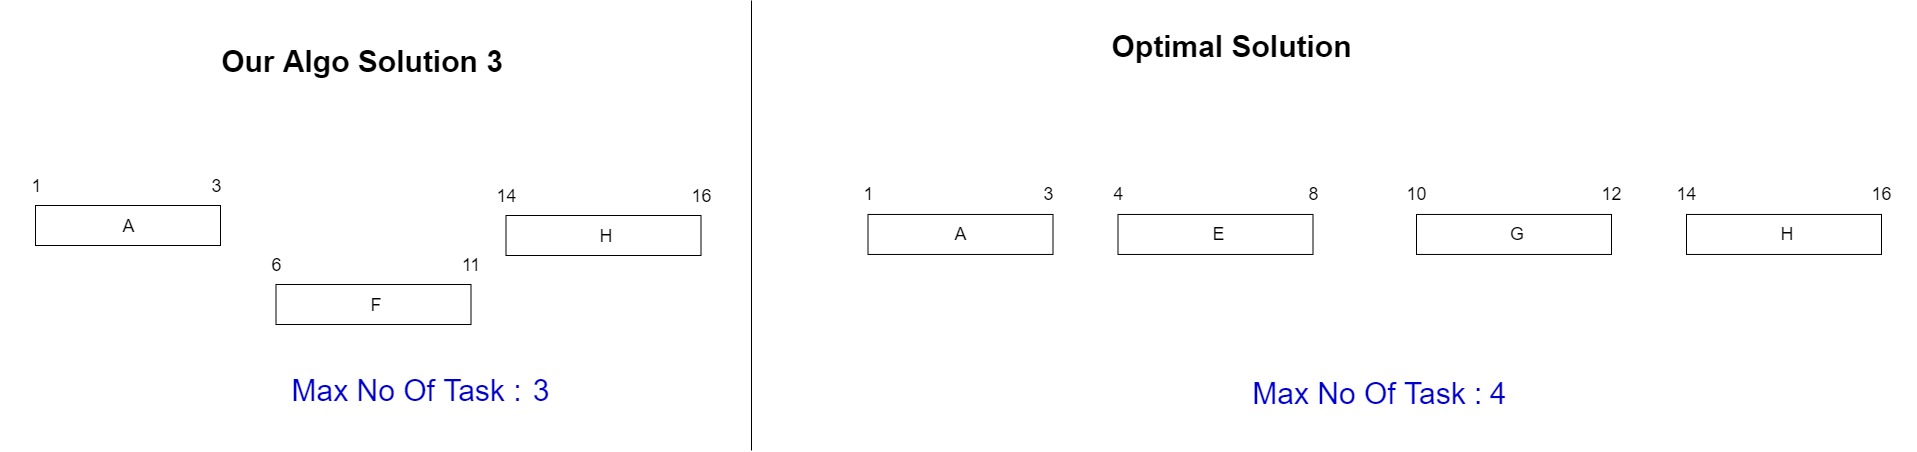 Our Algo Solution 3
1 3
A
6 11
F
14 16
H
Max No Of Task : 3
Optimal Solution
1 3 4 8 10 12 14 16
A E G H
Max No Of Task : 4